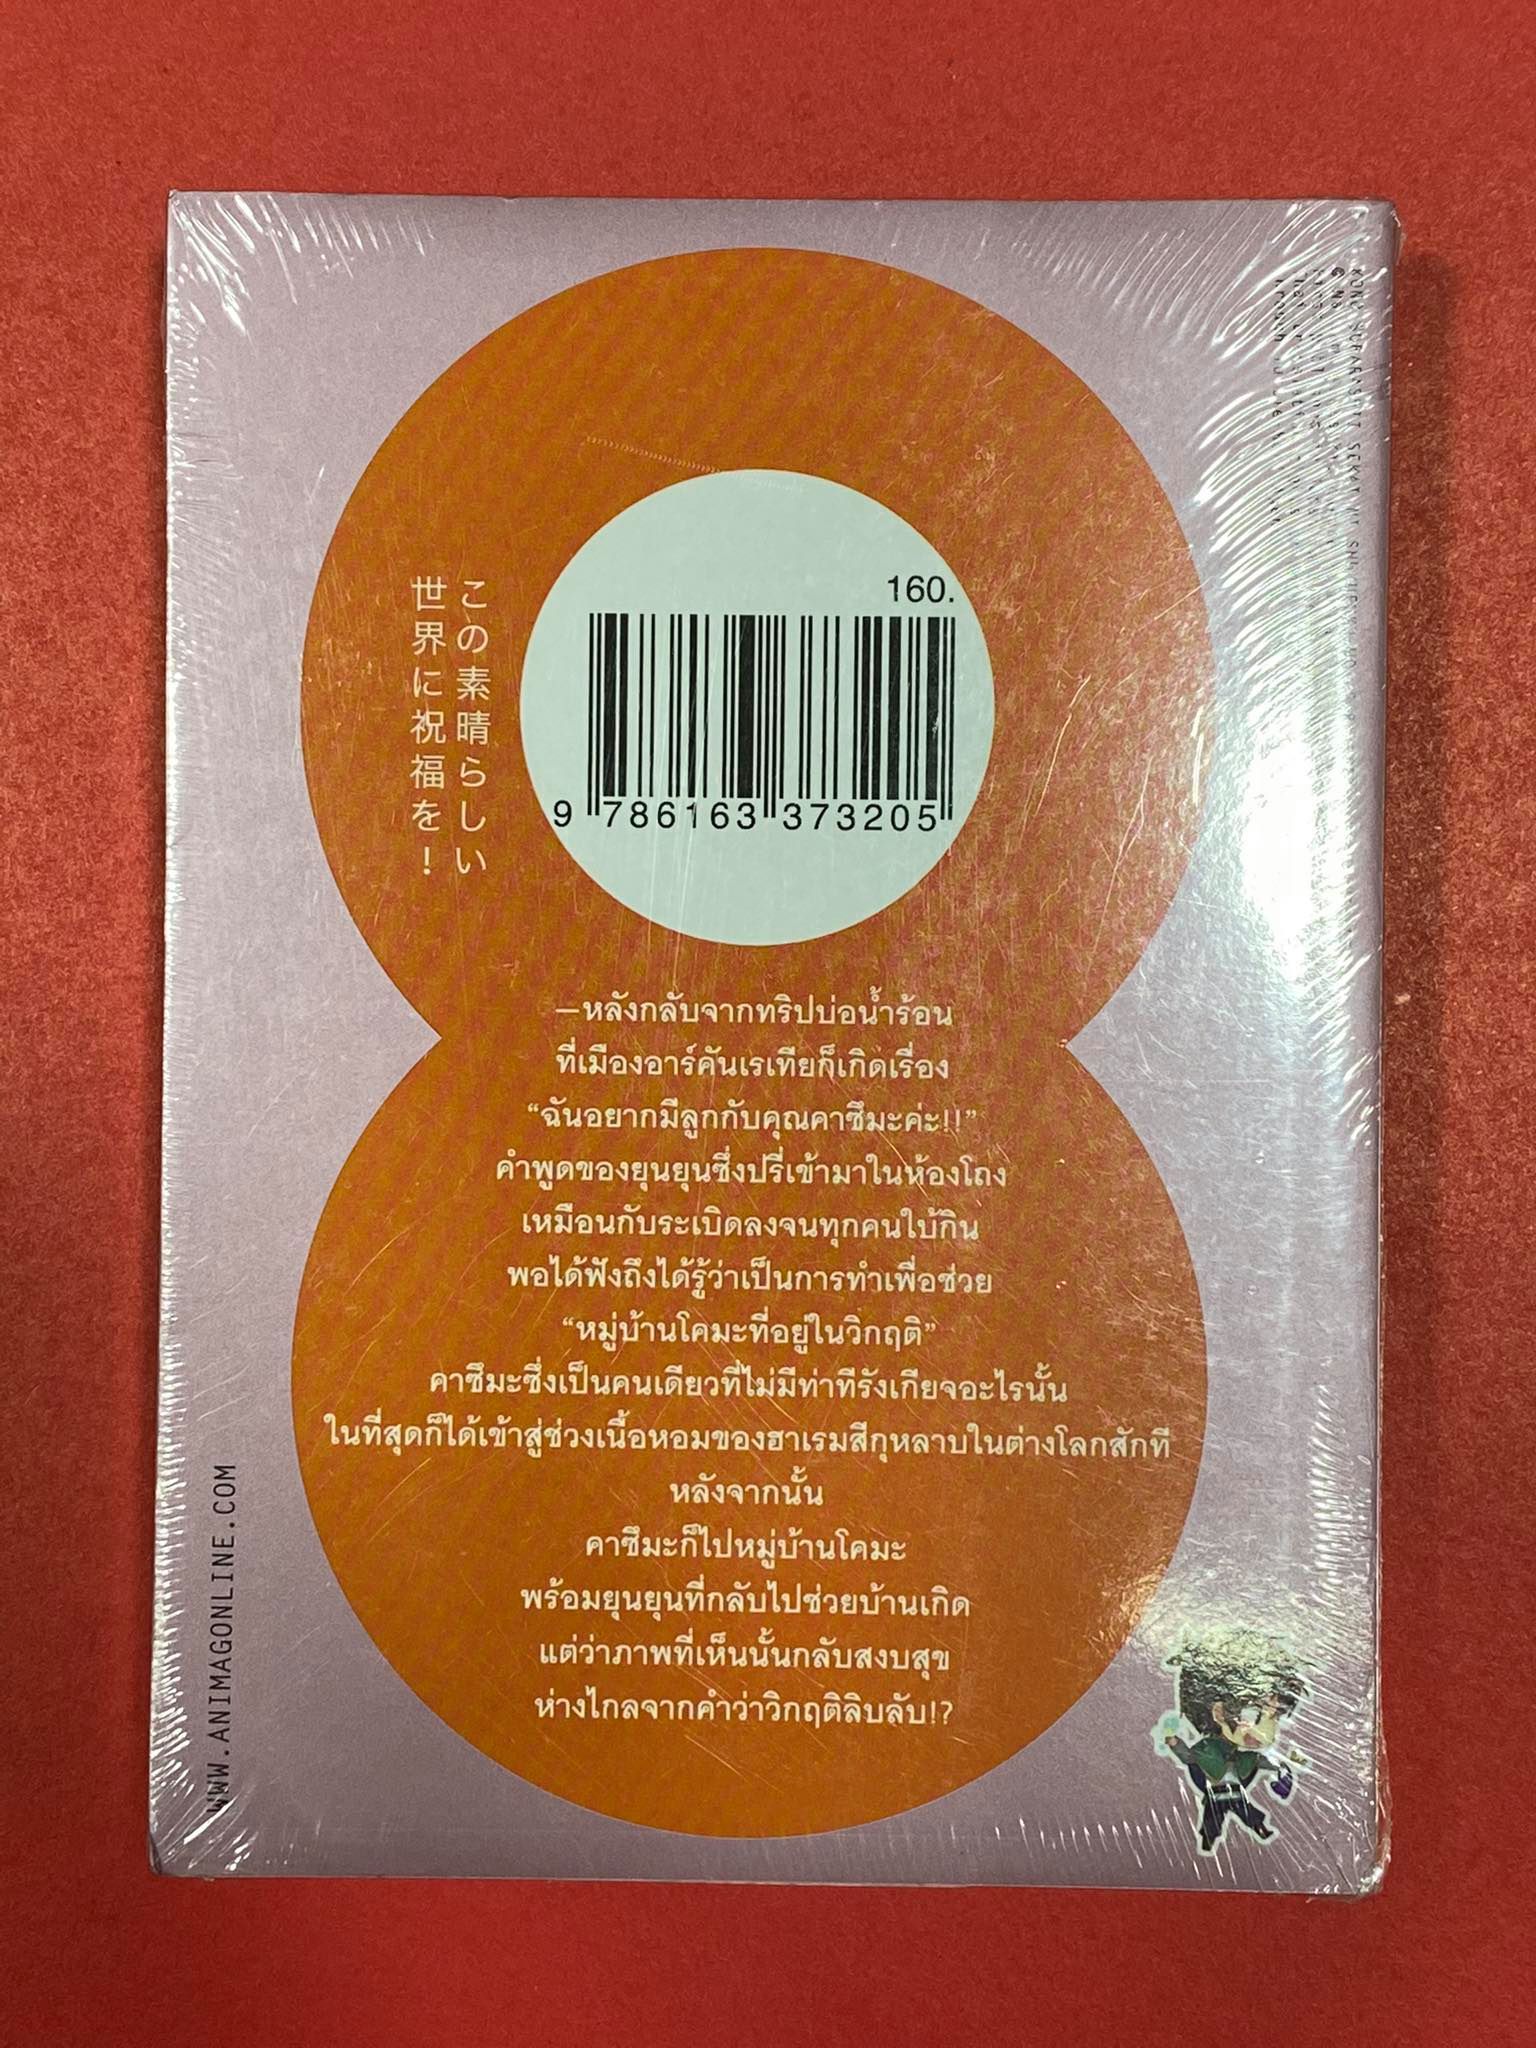 160.
9 786163 373205
この素晴らしい
世界に祝福を!
—หลังกลับจากทริปบ่อน้ำร้อน
ที่เมืองอาร์คันเรเทียก็เกิดเรื่อง
“ฉันอยากมีลูกกับคุณคาซึมะค่ะ!!”
คำพูดของยุนยุนซึ่งปรี่เข้ามาในห้องโถง
เหมือนกับระเบิดลงจนทุกคนใบ้กิน
พอได้ฟังถึงได้รู้ว่าเป็นการทำเพื่อช่วย
“หมู่บ้านโคมะที่อยู่ในวิกฤติ”
คาซึมะซึ่งเป็นคนเดียวที่ไม่มีท่าทีรังเกียจอะไรนั้น
ในที่สุดก็ได้เข้าสู่ช่วงเนื้อหอมของฮาเรมสีกุหลาบในต่างโลกสักที
หลังจากนั้น
คาซึมะก็ไปหมู่บ้านโคมะ
พร้อมยุนยุนที่กลับไปช่วยบ้านเกิด
แต่ว่าภาพที่เห็นนั้นกลับสงบสุข
ห่างไกลจากคำว่าวิกฤติลิบลับ!?
WWW.ANIMAGONLINE.COM